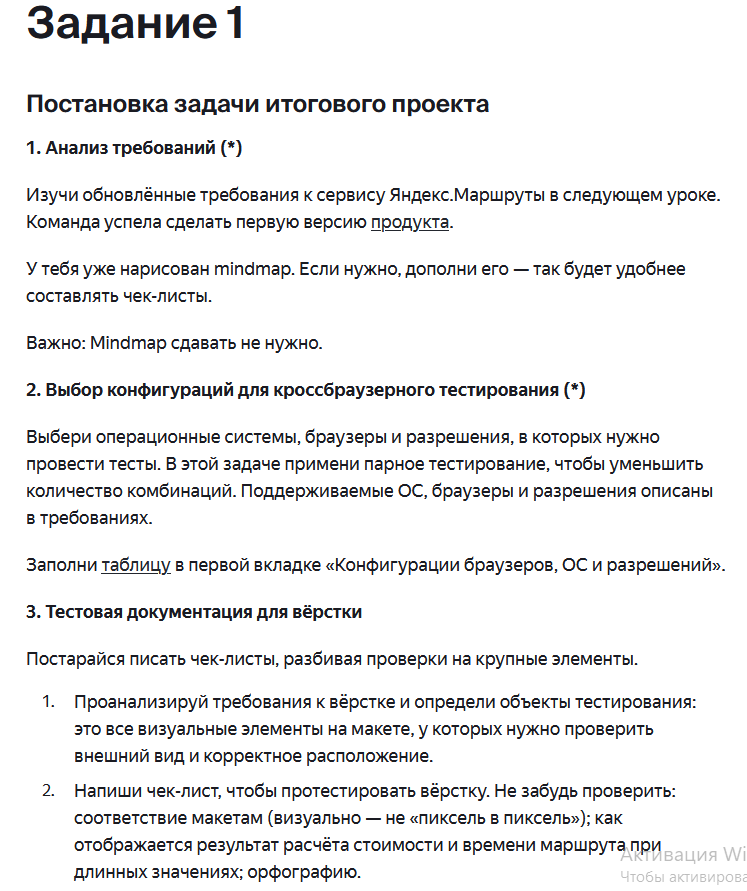 Задание 1
Постановка задачи итогового проекта
1. Анализ требований (*)
Изучи обновлённые требования к сервису Яндекс.Маршруты в следующем уроке.
Команда успела сделать первую версию продукта.
У тебя уже нарисован mindmap. Если нужно, дополни его — так будет удобнее
составлять чек-листы.
Важно: Mindmap сдавать не нужно.
2. Выбор конфигураций для кроссбраузерного тестирования (*)
Выбери операционные системы, браузеры и разрешения, в которых нужно
провести тесты. В этой задаче примени парное тестирование, чтобы уменьшить
количество комбинаций. Поддерживаемые ОС, браузеры и разрешения описаны
в требованиях.
Заполни таблицу в первой вкладке «Конфигурации браузеров, ОС и разрешений».
3. Тестовая документация для вёрстки
Постарайся писать чек-листы, разбивая проверки на крупные элементы.
1. Проанализируй требования к вёрстке и определи объекты тестирования:
это все визуальные элементы на макете, у которых нужно проверить
внешний вид и корректное расположение.
2. Напиши чек-лист, чтобы протестировать вёрстку. Не забудь проверить:
соответствие макетам (визуально — не «пиксель в пиксель»); как
отображается результат расчёта стоимости и времени маршрута при
длинных значениях; орфографию.
Активация Wi
Чтобы активирова